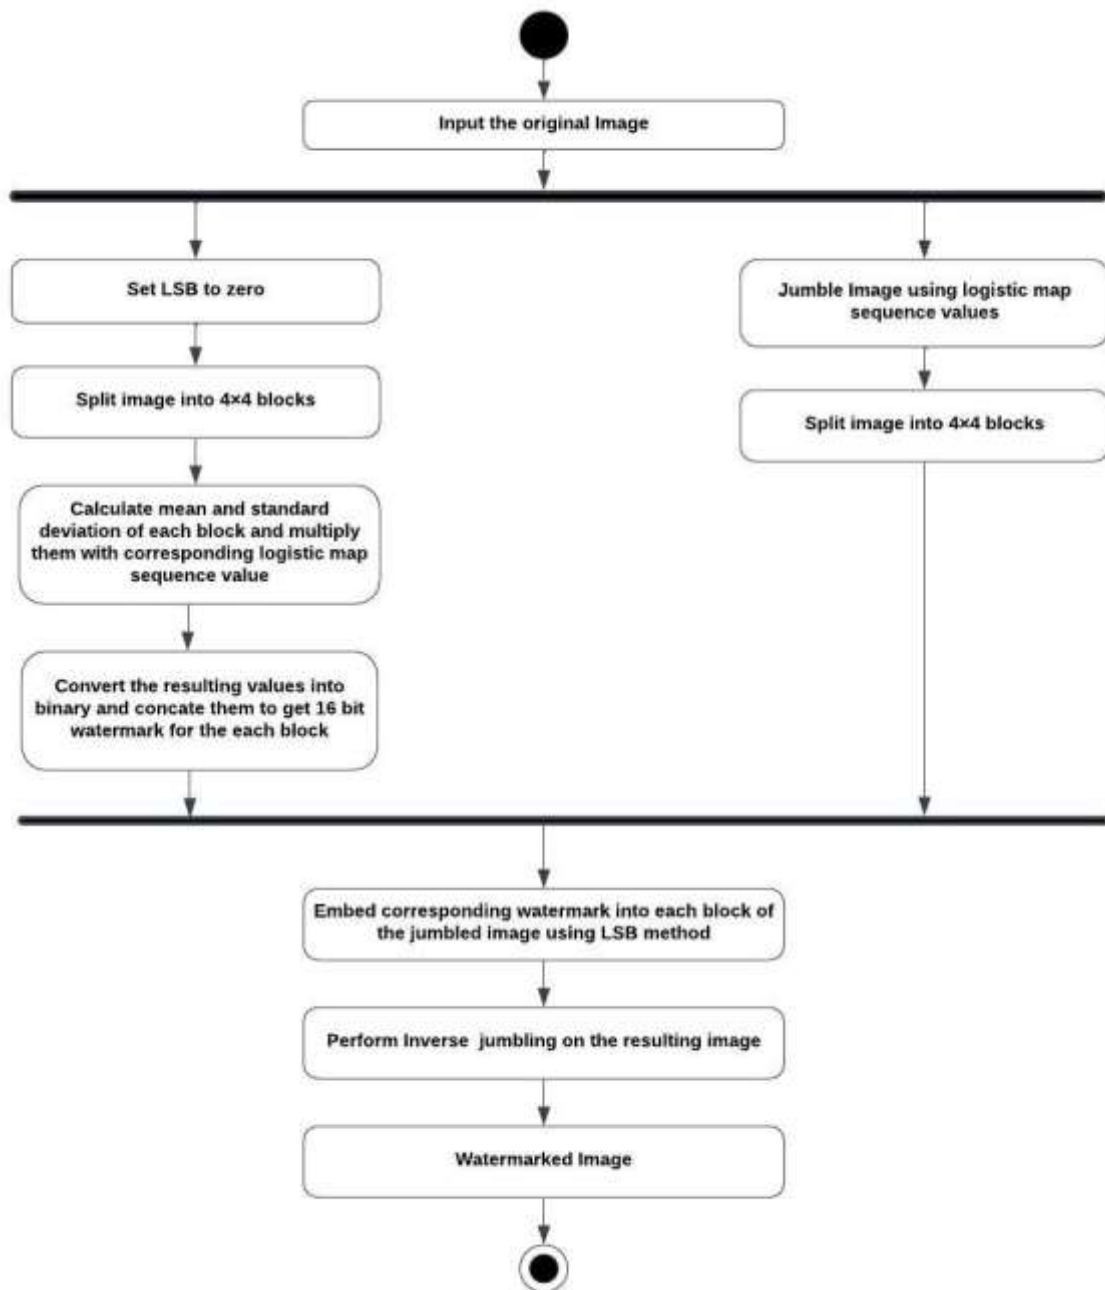 Input the original Image
Set LSB to zero
Split image into 4×4 blocks
Calculate mean and standard
deviation of each block and multiply
them with corresponding logistic map
sequence value
Convert the resulting values into
binary and concate them to get 16 bit
watermark for the each block
Jumble Image using logistic map
sequence values
Split image into 4×4 blocks
Embed corresponding watermark into each block of
the jumbled image using LSB method
Perform Inverse jumbling on the resulting image
Watermarked Image